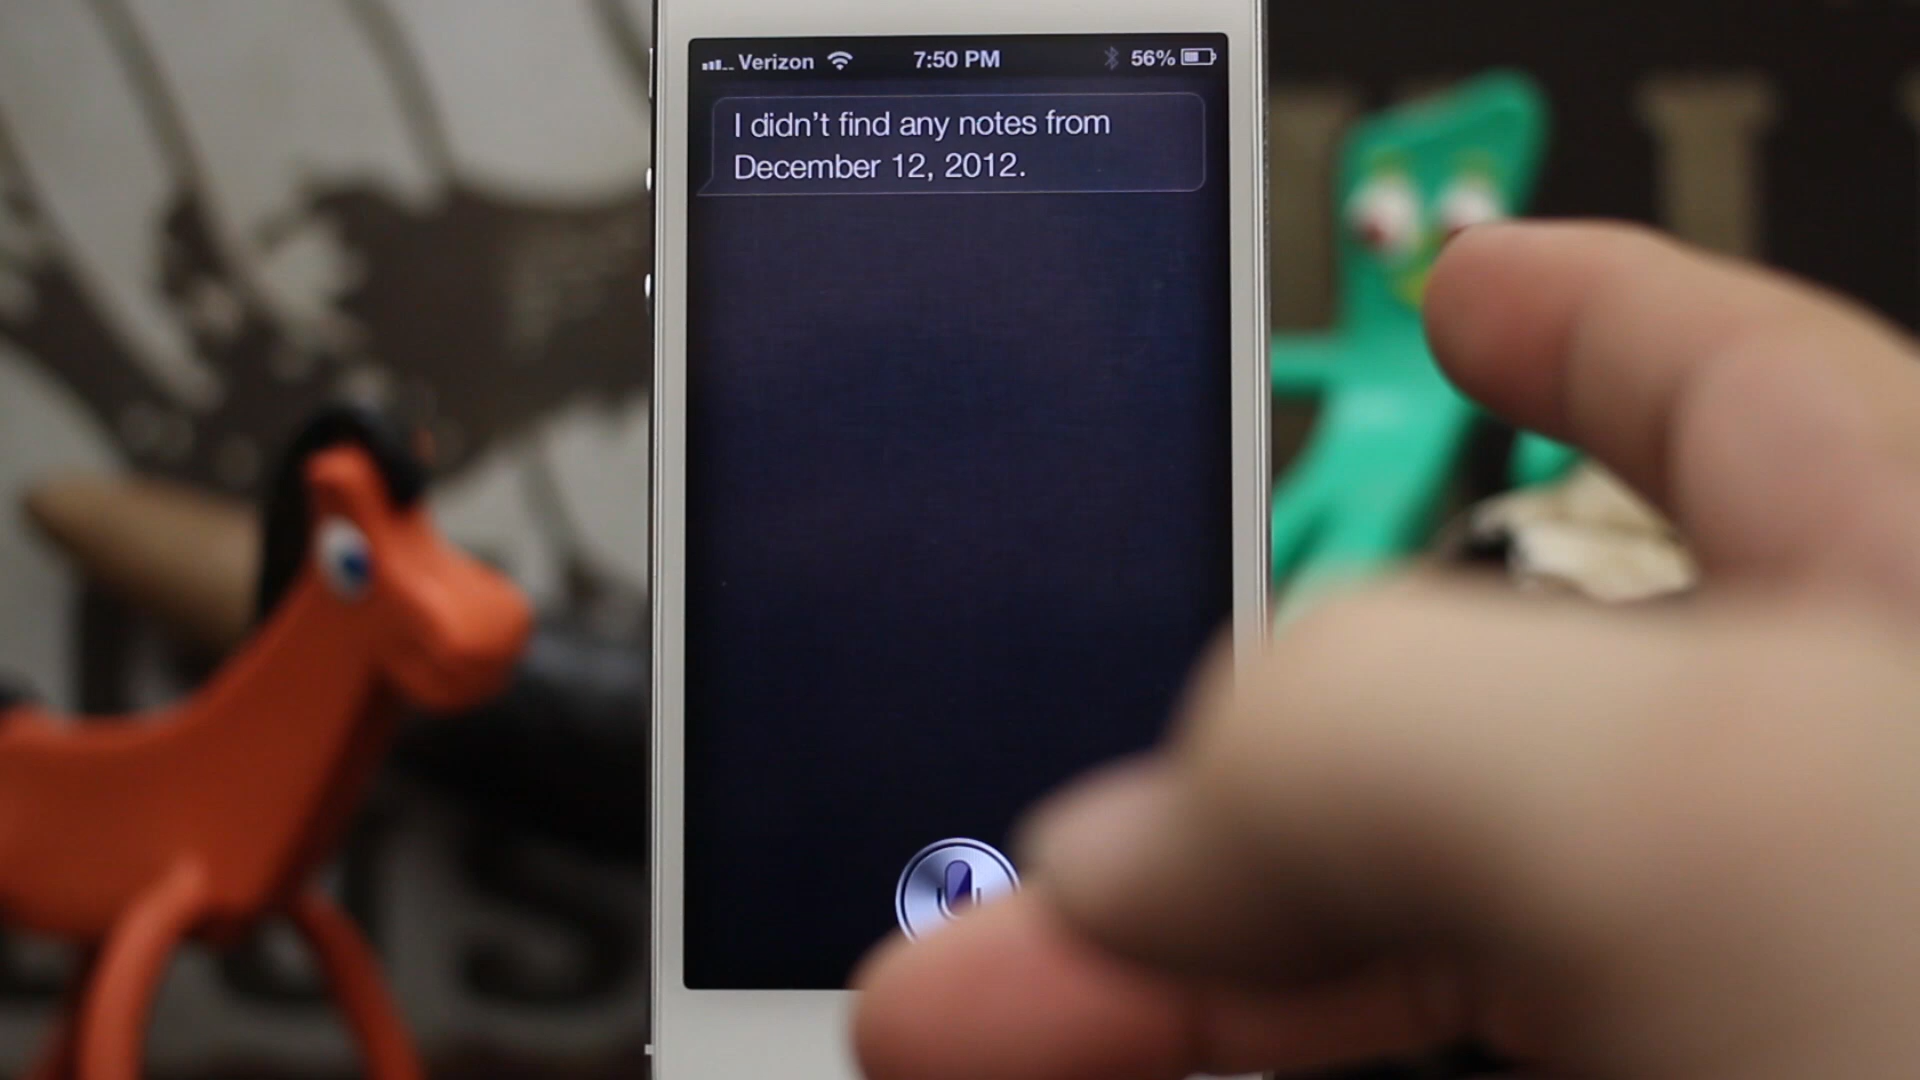 Verizon 7:50 PM 56%
I didn't find any notes from
December 12, 2012.